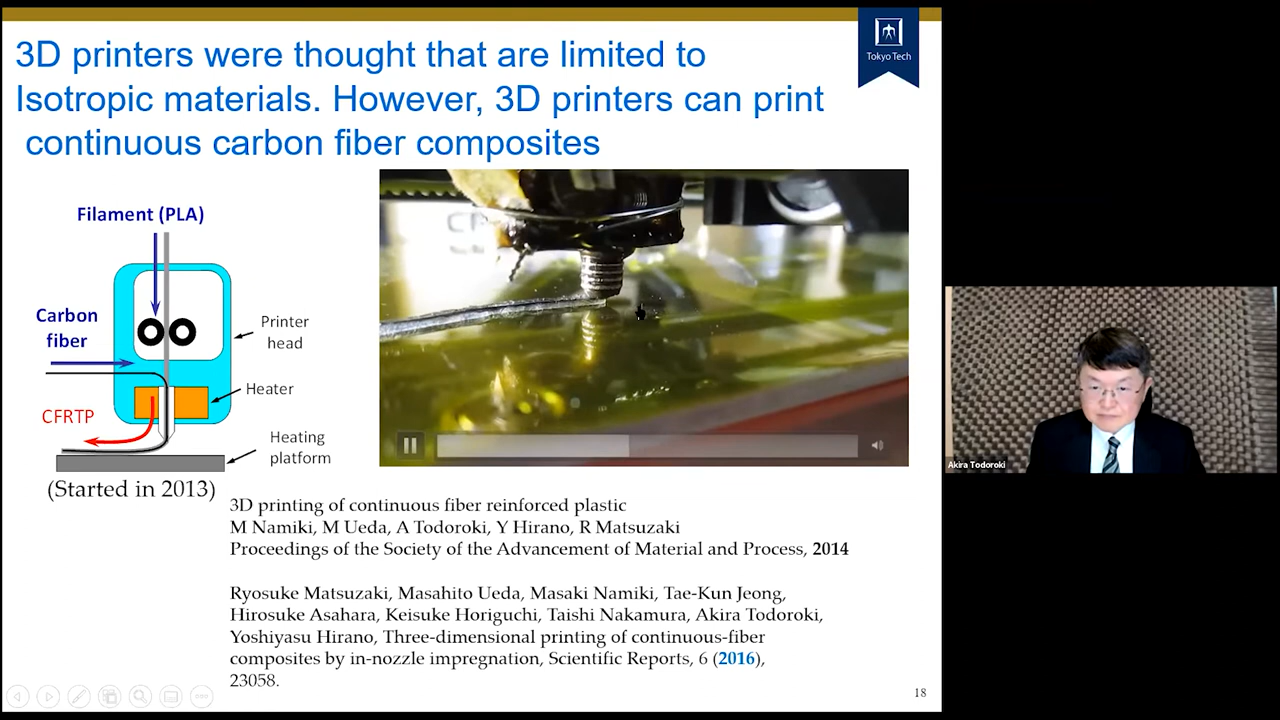 3D printers were thought that are limited to
Isotropic materials. However, 3D printers can print
continuous carbon fiber composites
Tokyo Tech
Filament (PLA)
Carbon
fiber
Printer
head
Heater
CFRTP
Heating
platform
(Started in 2013)
3D printing of continuous fiber reinforced plastic
M Namiki, M Ueda, A Todoroki, Y Hirano, R Matsuzaki
Proceedings of the Society of the Advancement of Material and Process, 2014
Ryosuke Matsuzaki, Masahito Ueda, Masaki Namiki, Tae-Kun Jeong,
Hirosuke Asahara, Keisuke Horiguchi, Taishi Nakamura, Akira Todoroki,
Yoshiyasu Hirano, Three-dimensional printing of continuous-fiber
composites by in-nozzle impregnation, Scientific Reports, 6 (2016),
23058.
18
Akira Todoroki